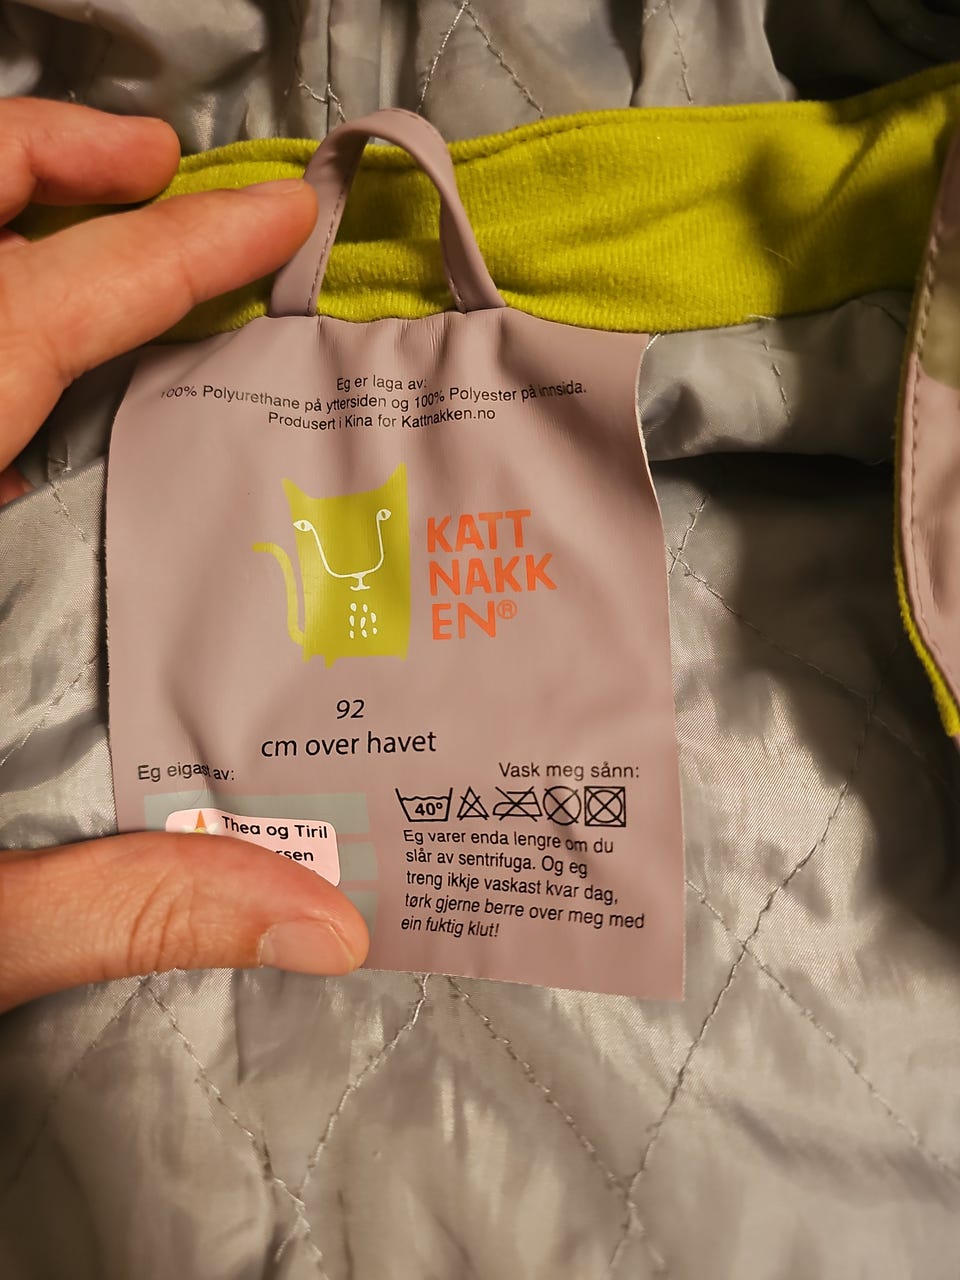 Eg er laga av:
100% Polyurethane på yttersiden og 100% Polyester på innsida.
Produsert i Kina for Kattnakken.no
KATT
NAKK
EN®
92
cm over havet
Eg eigast av:
Thea og Tiril
Vask meg sånn:
40°
Eg varer enda lengre om du
slår av sentrifuga. Og eg
treng ikkje vaskast kvar dag,
tørk gjerne berre over meg med
ein fuktig klut!